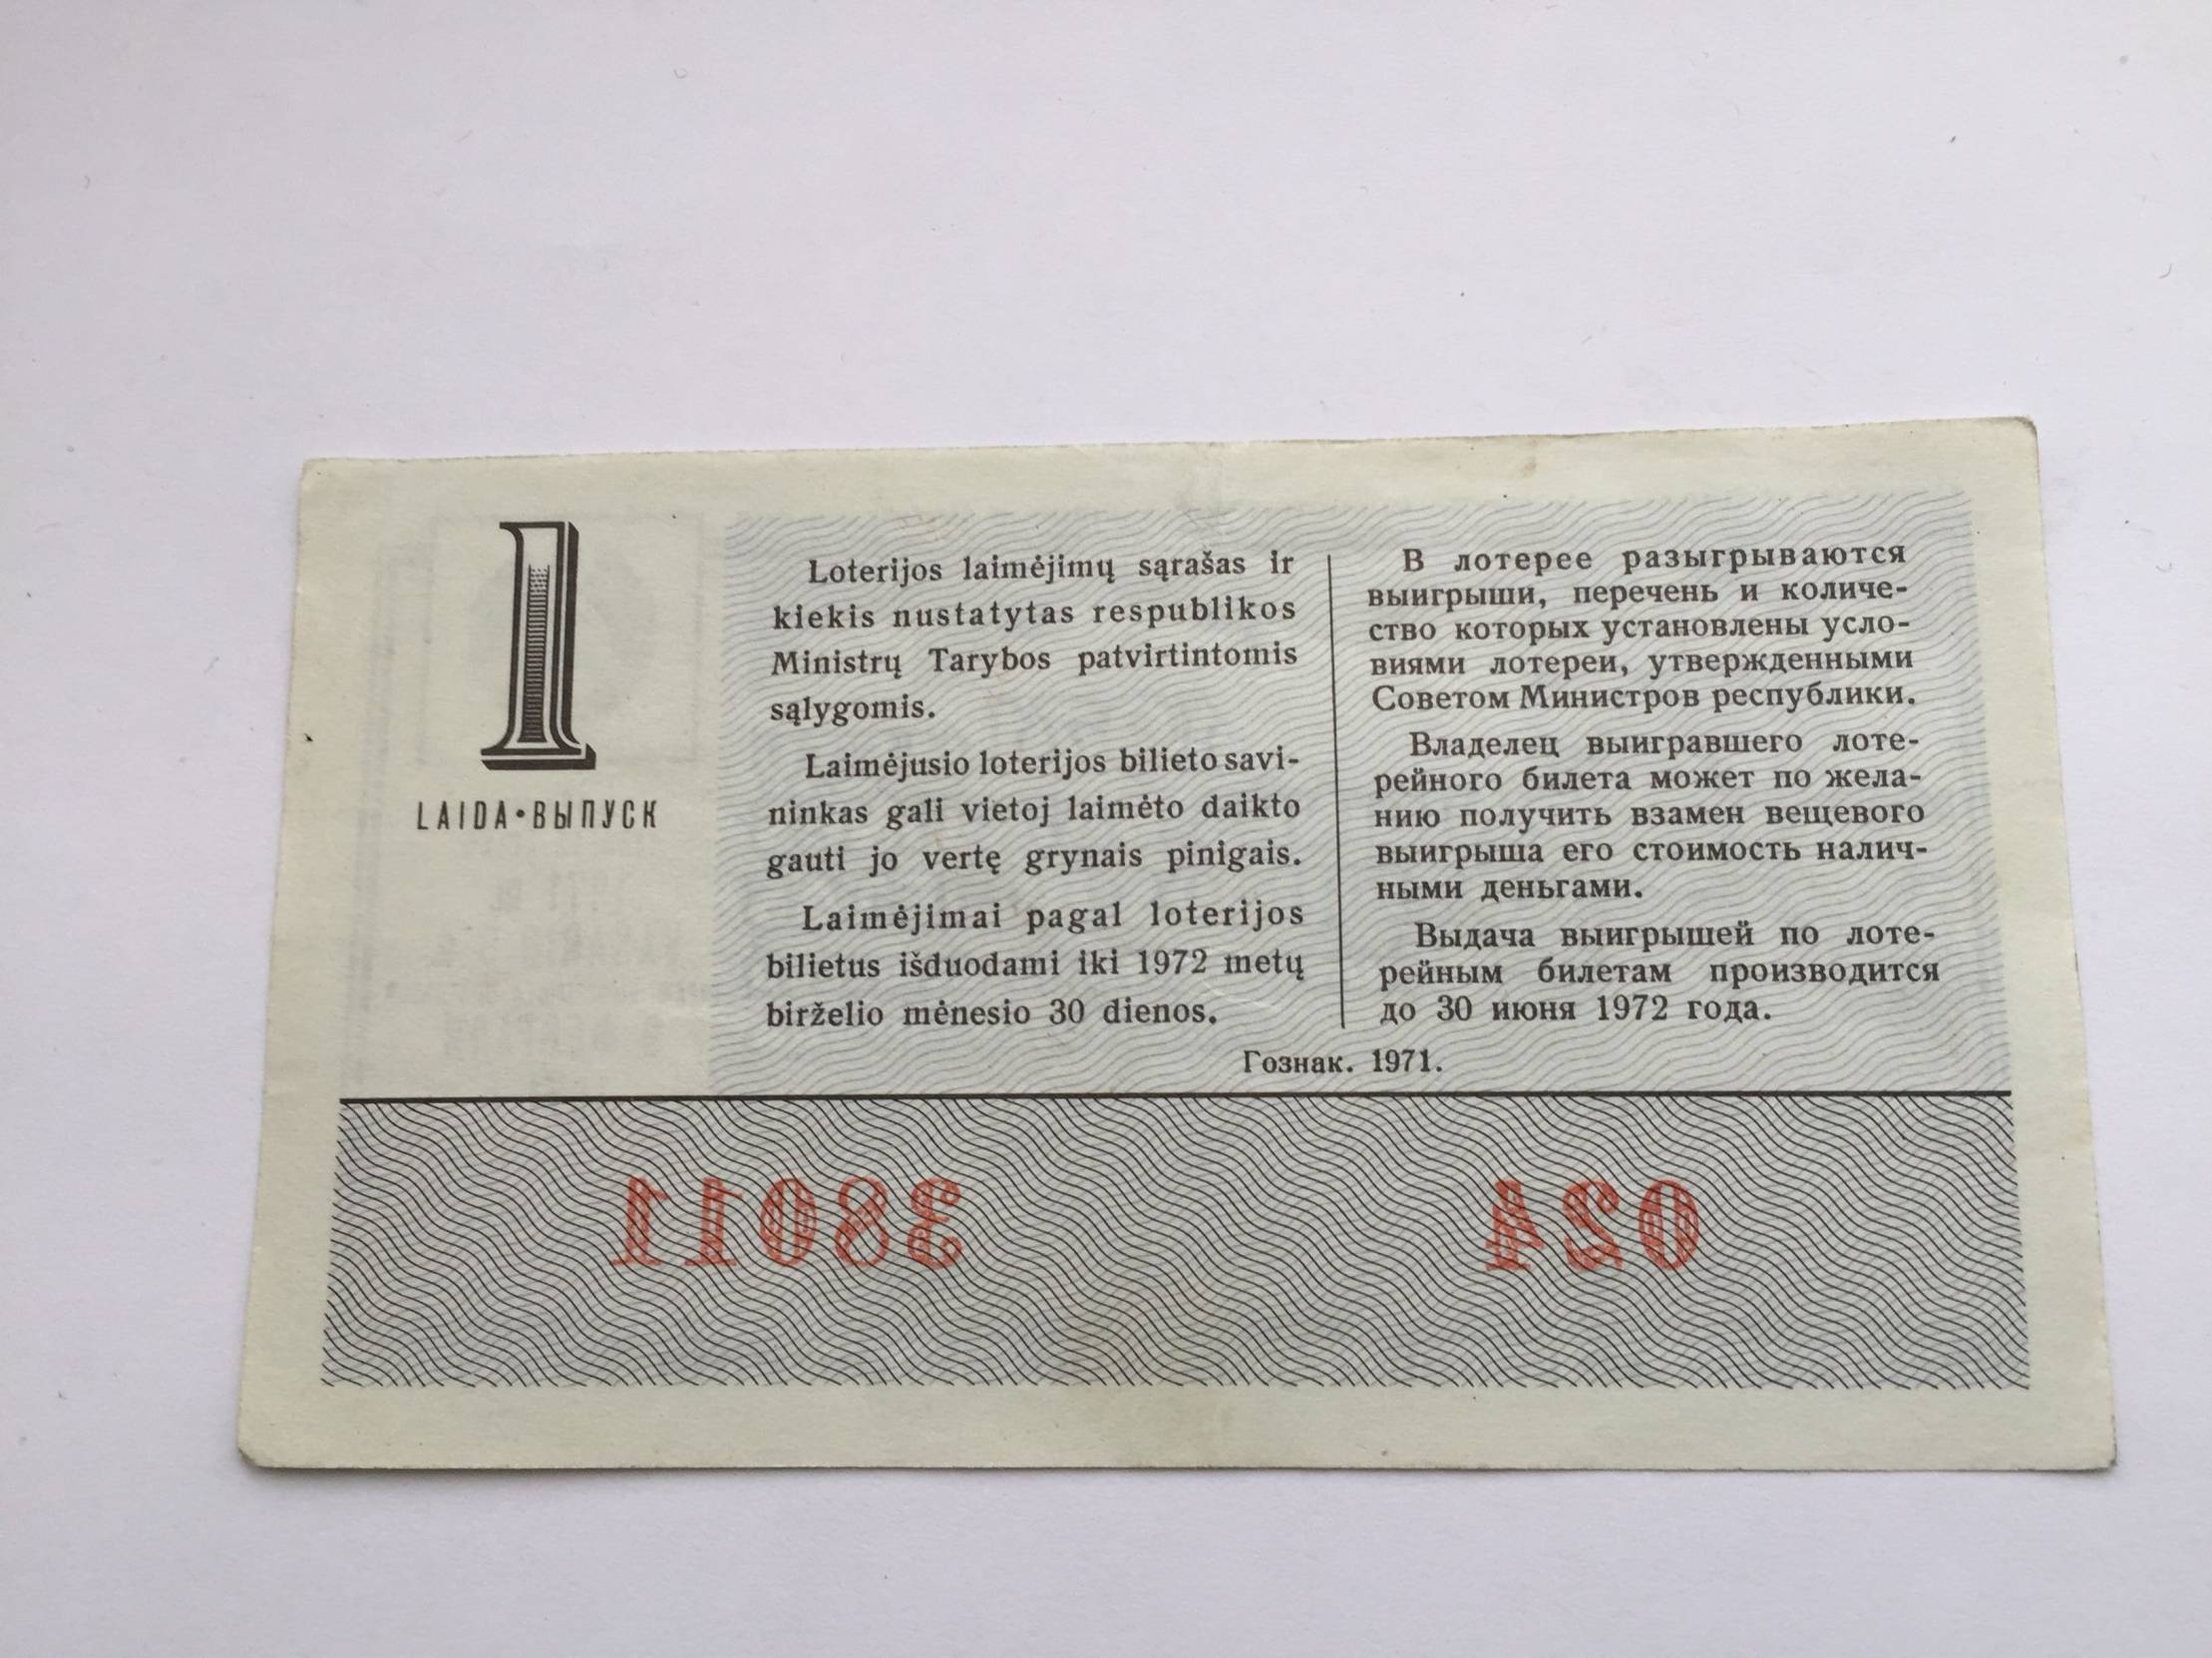 1
LAIDA • ВЫПУСК
Loterijos laimėjimų sąrašas ir
kiekis nustatytas respublikos
Ministrų Tarybos patvirtintomis
sąlygomis.
Laimėjusio loterijos bilieto savi-
ninkas gali vietoj laimėto daikto
gauti jo vertę grynais pinigais.
Laimėjimai pagal loterijos
bilietus išduodami iki 1972 metų
birželio mėnesio 30 dienos.
В лотерее разыгрываются
выигрыши, перечень и количе-
ство которых установлены усло-
виями лотереи, утвержденными
Советом Министров республики.
Владелец выигравшего лоте-
рейного билета может по жела-
нию получить взамен вещевого
выигрыша его стоимость налич-
ными деньгами.
Выдача выигрышей по лоте-
рейным билетам производится
до 30 июня 1972 года.
Гознак. 1971.
38011
024